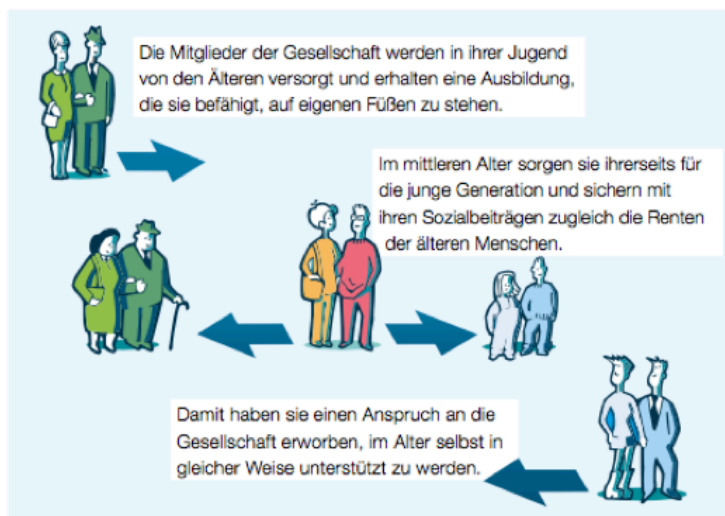 Die Mitglieder der Gesellschaft werden in ihrer Jugend
von den Älteren versorgt und erhalten eine Ausbildung,
die sie befähigt, auf eigenen Füßen zu stehen.
Im mittleren Alter sorgen sie ihrerseits für
die junge Generation und sichern mit
ihren Sozialbeiträgen zugleich die Renten
der älteren Menschen.
Damit haben sie einen Anspruch an die
Gesellschaft erworben, im Alter selbst in
gleicher Weise unterstützt zu werden.